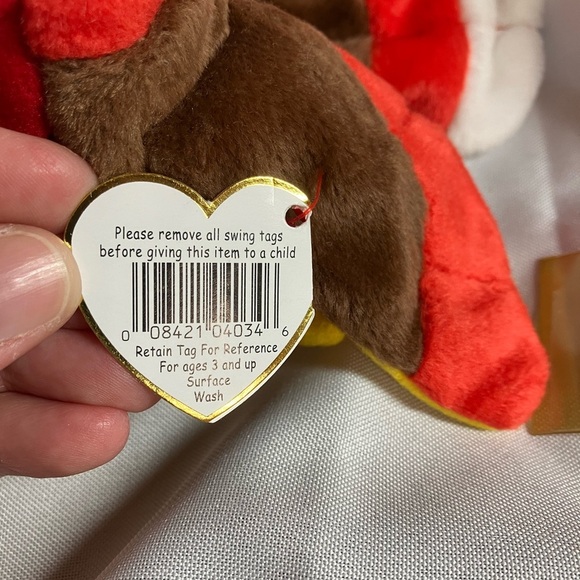 Please remove all swing tags
before giving this item to a child
0 08421 04034 6
Retain Tag For Reference
For ages 3 and up
Surface
Wash